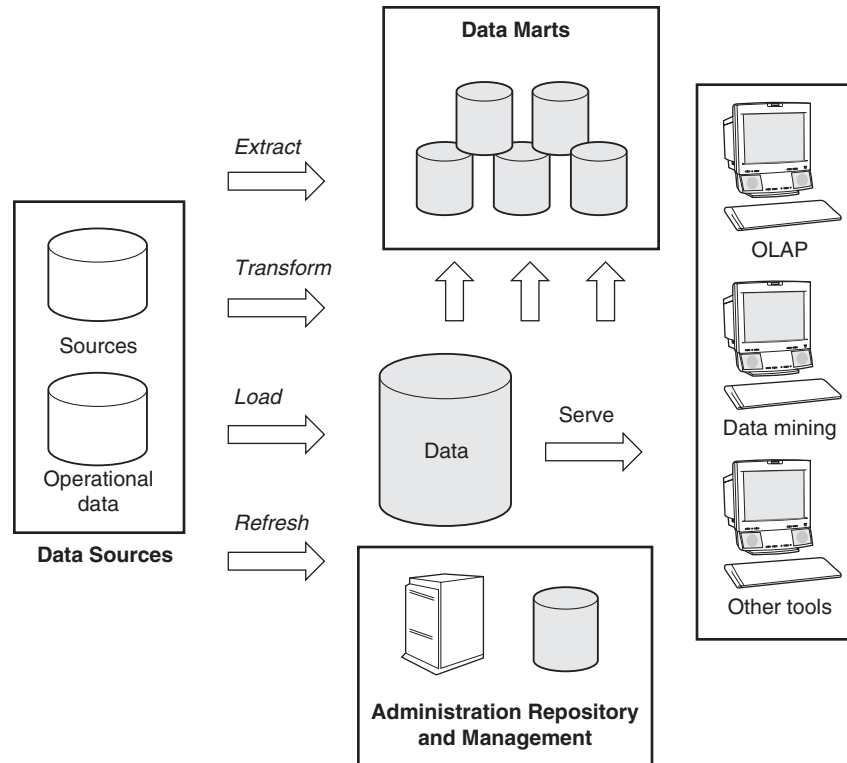 Data Marts
Extract
Transform
Load
Refresh
Sources
Operational
data
Data Sources
Data
Serve
OLAP
Data mining
Other tools
Administration Repository
and Management